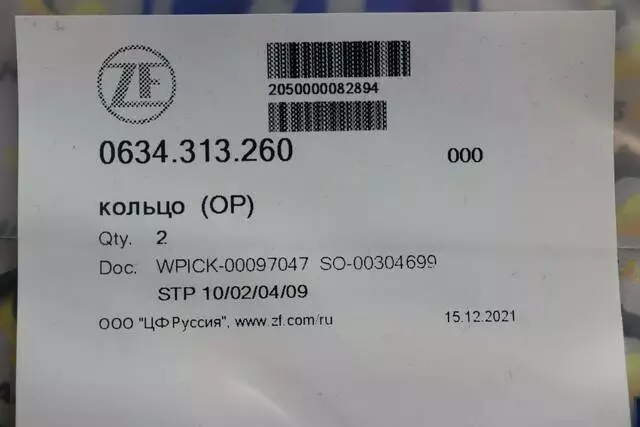 ZF
2050000082894
0634.313.260 000
кольцо (OP)
Qty. 2
Doc. WPICK-00097047 SO-00304699
STP 10/02/04/09
ООО "ЦФ Руссия", www.zf.com/ru 15.12.2021